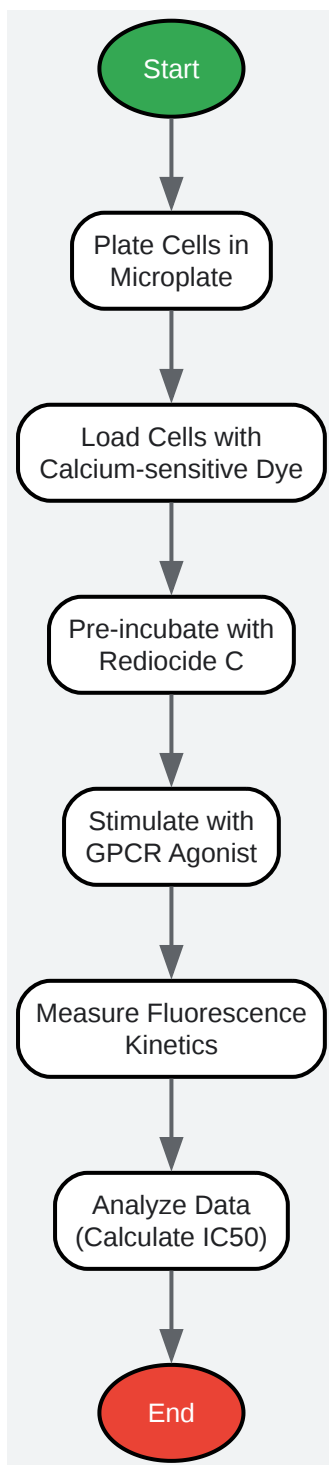 Start
Plate Cells in
Microplate
Load Cells with
Calcium-sensitive Dye
Pre-incubate with
Rediocide C
Stimulate with
GPCR Agonist
Measure Fluorescence
Kinetics
Analyze Data
(Calculate IC50)
End